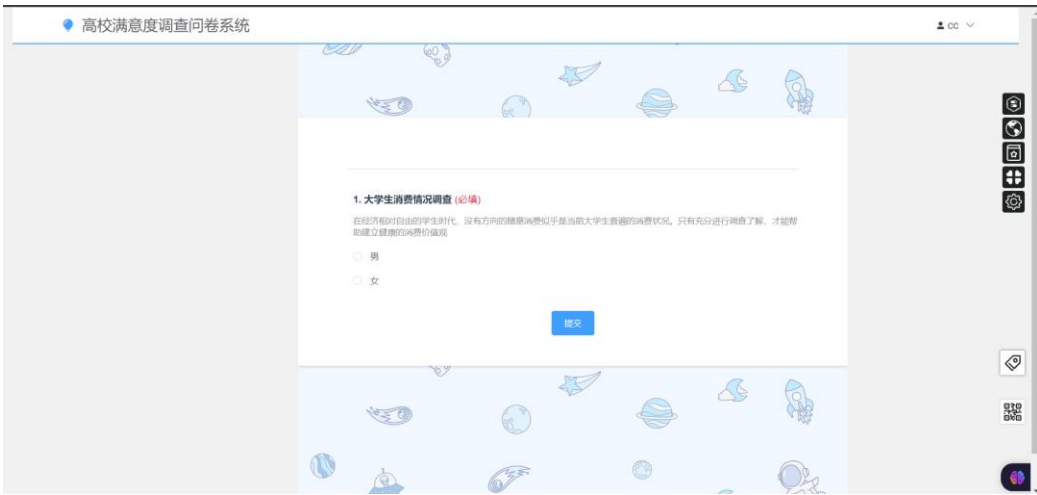 高校满意度调查问卷系统
cc
1. 大学生消费情况调查 (必填)
在经济相对自由的学生时代，没有方向的随意消费似乎是当前大学生普遍的消费状况，只有充分进行调查了解，才能帮
助建立健康的消费价值观
男
女
提交